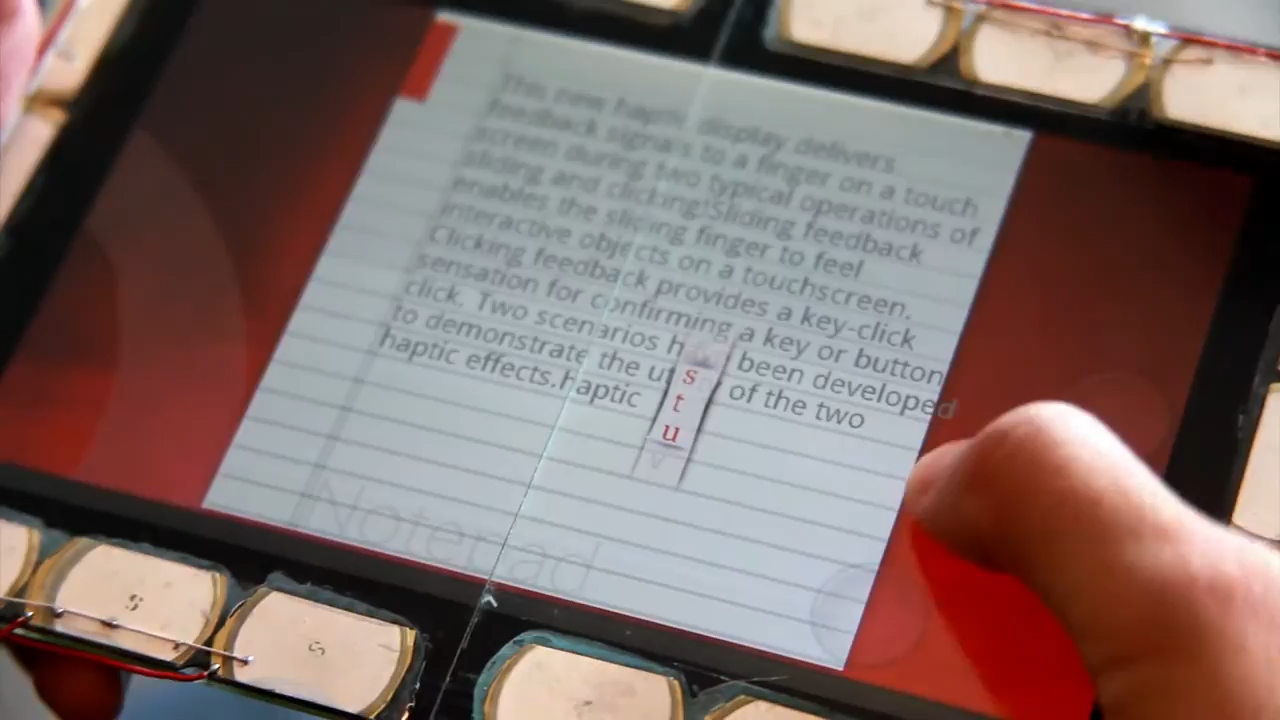 This new haptic display delivers
feedback signals to a finger on a touch
screen during two typical operations of
sliding and clicking!Sliding feedback
enables the sliding finger to feel
interactive objects on a touchscreen.
Clicking feedback provides a key-click
sensation for confirming a key or button
click. Two scenarios h been developed
to demonstrate the ut of the two
haptic effects.haptic
s
t
u
v
Notepad
S
S